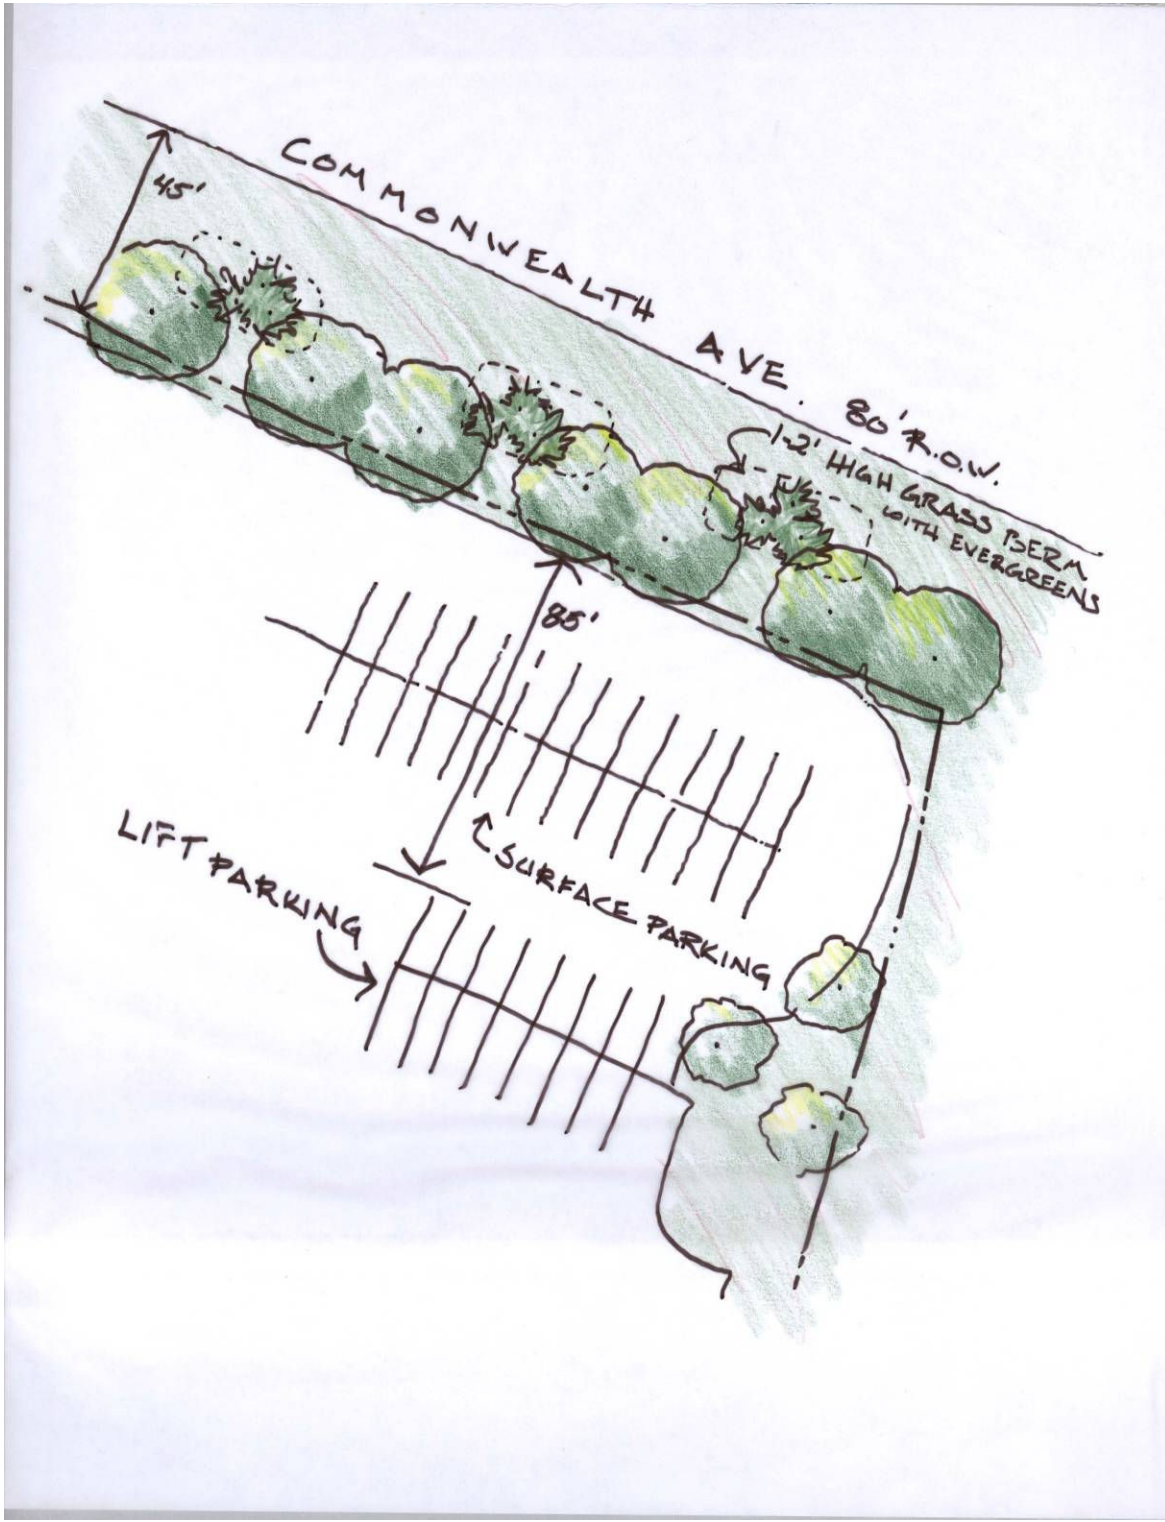 45'
COMMONWEALTH AVE. 80' R.O.W.
1-2' HIGH GRASS BERM
WITH EVERGREENS
85'
SURFACE PARKING
LIFT PARKING